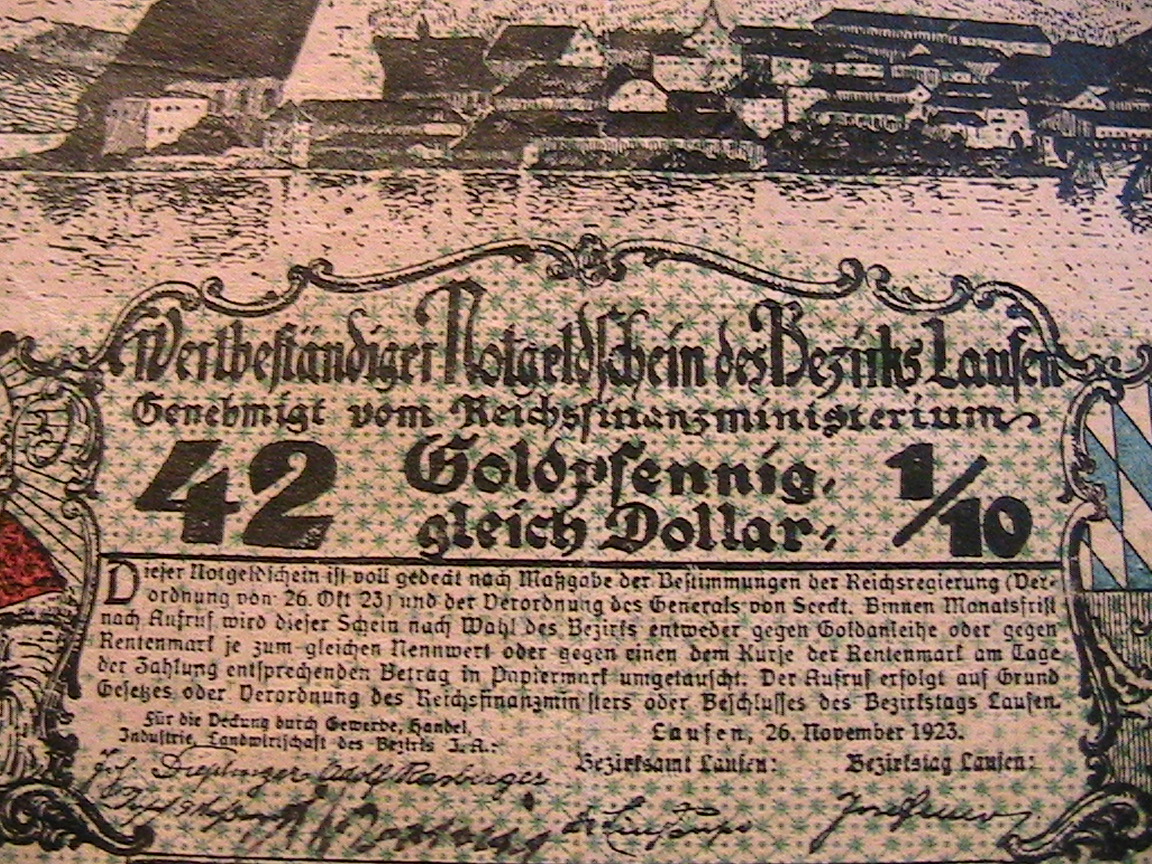 Wertbeständiger Notgeldschein des Bezirks Laufen
Genehmigt vom Reichsfinanzministerium
42 Goldpfennig, 1/10
gleich Dollar:
Dieser Notgeldschein ist voll gedeckt nach Maßgabe der Bestimmungen der Reichsregierung (Ver-
ordnung von 26. Okt 23) und der Verordnung des Generals von Seeckt. Binnen Monatsfrist
nach Aufruf wird dieser Schein nach Wahl des Bezirks entweder gegen Goldanleihe oder gegen
Rentenmark je zum gleichen Nennwert oder gegen einen dem Kurse der Rentenmark am Tage
der Zahlung entsprechenden Betrag in Papiermark umgetauscht. Der Aufruf erfolgt auf Grund
Gesetzes oder Verordnung des Reichsfinanzministers oder Beschlusses des Bezirkstags Laufen.
Für die Deckung durch Gewerbe, Handel,
Industrie, Landwirtschaft des Bezirks J. A.:
Laufen, 26. November 1923.
Bezirksamt Laufen: Bezirkstag Laufen:
Adolf